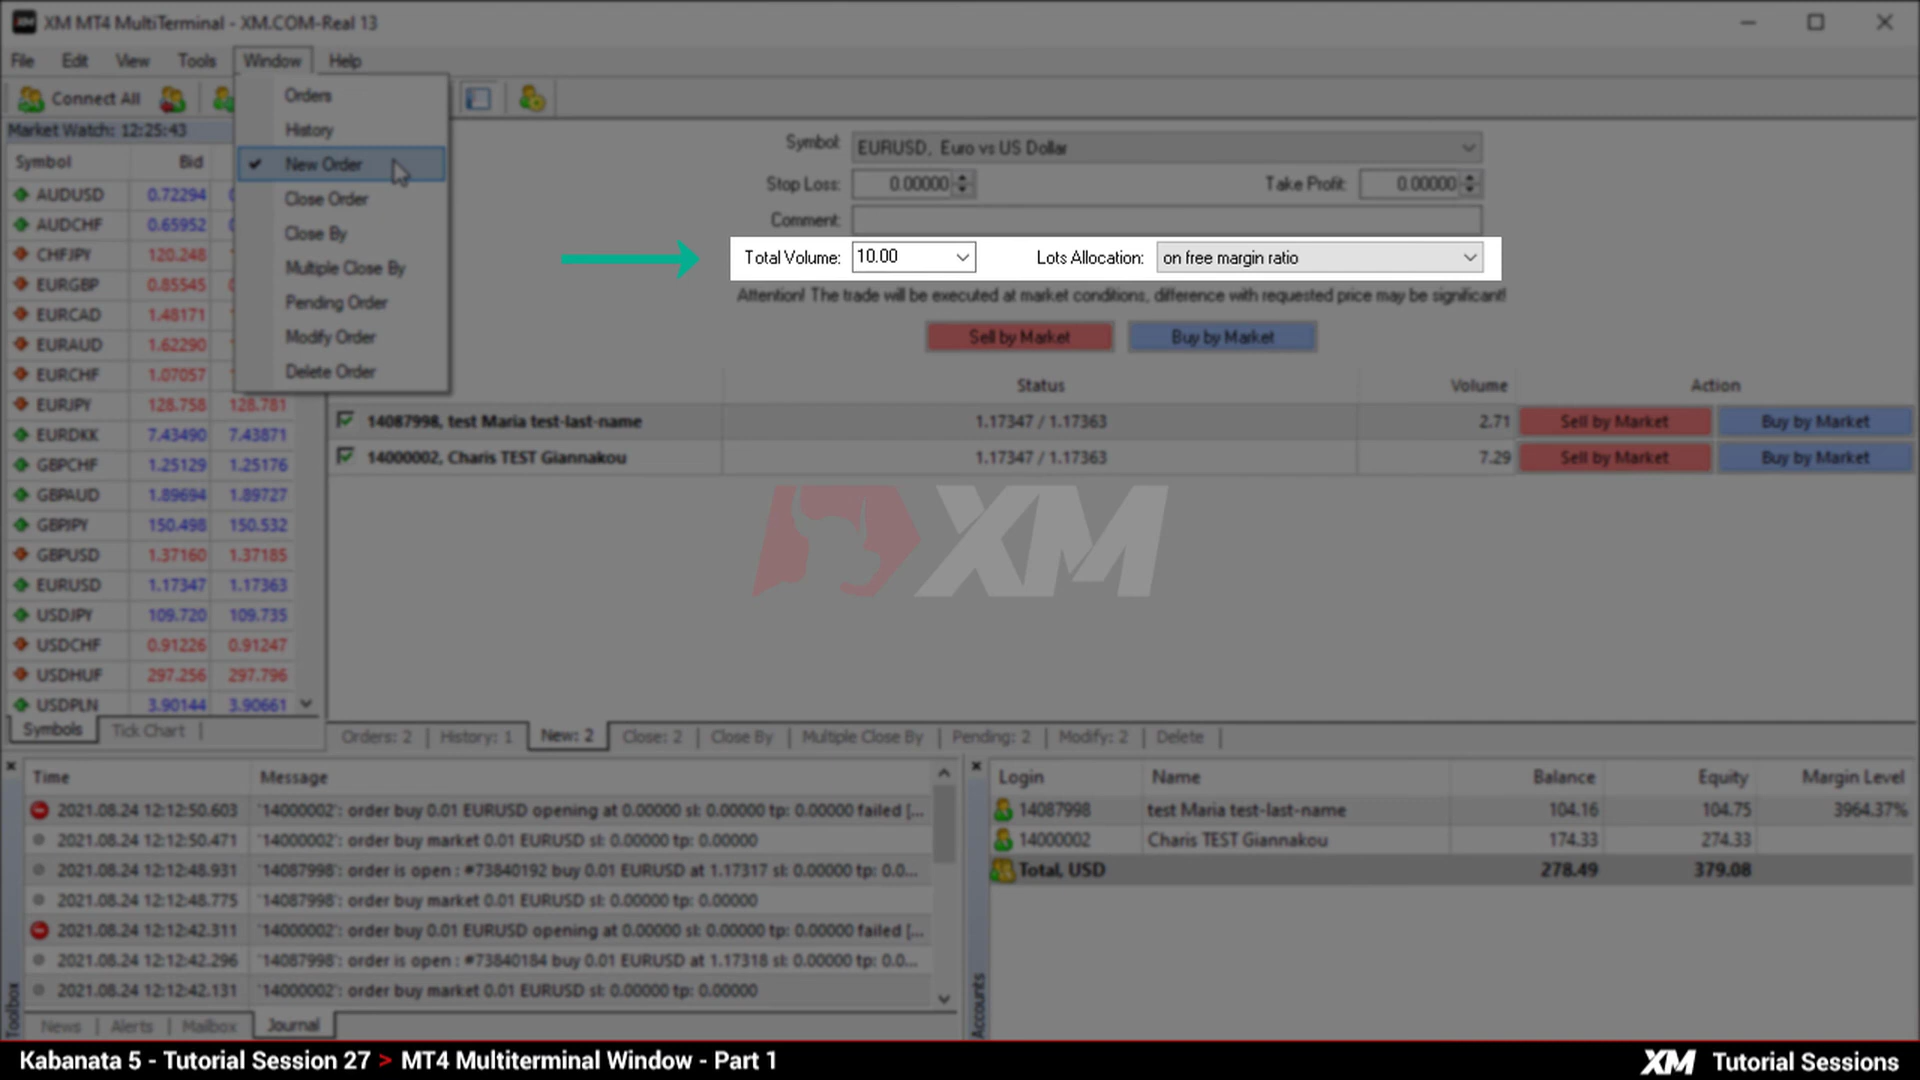 XM MT4 MultiTerminal - XM.COM-Real 13
File Edit View Tools Window Help
Connect All
Orders
History
New Order
Close Order
Close By
Multiple Close By
Pending Order
Modify Order
Delete Order
Market Watch: 12:25:43
Symbol Bid
AUDUSD 0.72294
AUDCHF 0.65952
CHFJPY 120.248
EURGBP 0.85545
EURCAD 1.48171
EURAUD 1.62290
EURCHF 1.07057
EURJPY 128.758 128.781
EURDKK 7.43490 7.43871
GBPCHF 1.25129 1.25176
GBPAUD 1.89694 1.89727
GBPJPY 150.498 150.532
GBPUSD 1.37160 1.37185
EURUSD 1.17347 1.17363
USDJPY 109.720 109.735
USDCHF 0.91226 0.91247
USDHUF 297.256 297.796
USDPLN 3.90144 3.90661
Symbols Tick Chart
Symbol: EURUSD, Euro vs US Dollar
Stop Loss: 0.00000 Take Profit: 0.00000
Comment:
Total Volume: 10.00 Lots Allocation: on free margin ratio
Attention! The trade will be executed at market conditions, difference with requested price may be significant!
Sell by Market Buy by Market
Status Volume Action
14087998, test Maria test-last-name 1.17347 / 1.17363 2.71 Sell by Market Buy by Market
14000002, Charis TEST Giannakou 1.17347 / 1.17363 7.29 Sell by Market Buy by Market
XM
Orders: 2 History: 1 New: 2 Close: 2 Close By Multiple Close By Pending: 2 Modify: 2 Delete
Toolbox
Time Message
2021.08.24 12:12:50.603 '14000002': order buy 0.01 EURUSD opening at 0.00000 sl: 0.00000 tp: 0.00000 failed [...
2021.08.24 12:12:50.471 '14000002': order buy market 0.01 EURUSD sl: 0.00000 tp: 0.00000
2021.08.24 12:12:48.931 '14087998': order is open : #73840192 buy 0.01 EURUSD at 1.17317 sl: 0.00000 tp: 0.0...
2021.08.24 12:12:48.775 '14087998': order buy market 0.01 EURUSD sl: 0.00000 tp: 0.00000
2021.08.24 12:12:42.311 '14000002': order buy 0.01 EURUSD opening at 0.00000 sl: 0.00000 tp: 0.00000 failed [...
2021.08.24 12:12:42.296 '14087998': order is open : #73840184 buy 0.01 EURUSD at 1.17318 sl: 0.00000 tp: 0.0...
2021.08.24 12:12:42.131 '14000002': order buy market 0.01 EURUSD sl: 0.00000 tp: 0.00000
News Alerts Mailbox Journal
Accounts
Login Name Balance Equity Margin Level
14087998 test Maria test-last-name 104.16 104.75 3964.37%
14000002 Charis TEST Giannakou 174.33 274.33
Total, USD 278.49 379.08
Kabanata 5 - Tutorial Session 27 > MT4 Multiterminal Window - Part 1
XM Tutorial Sessions